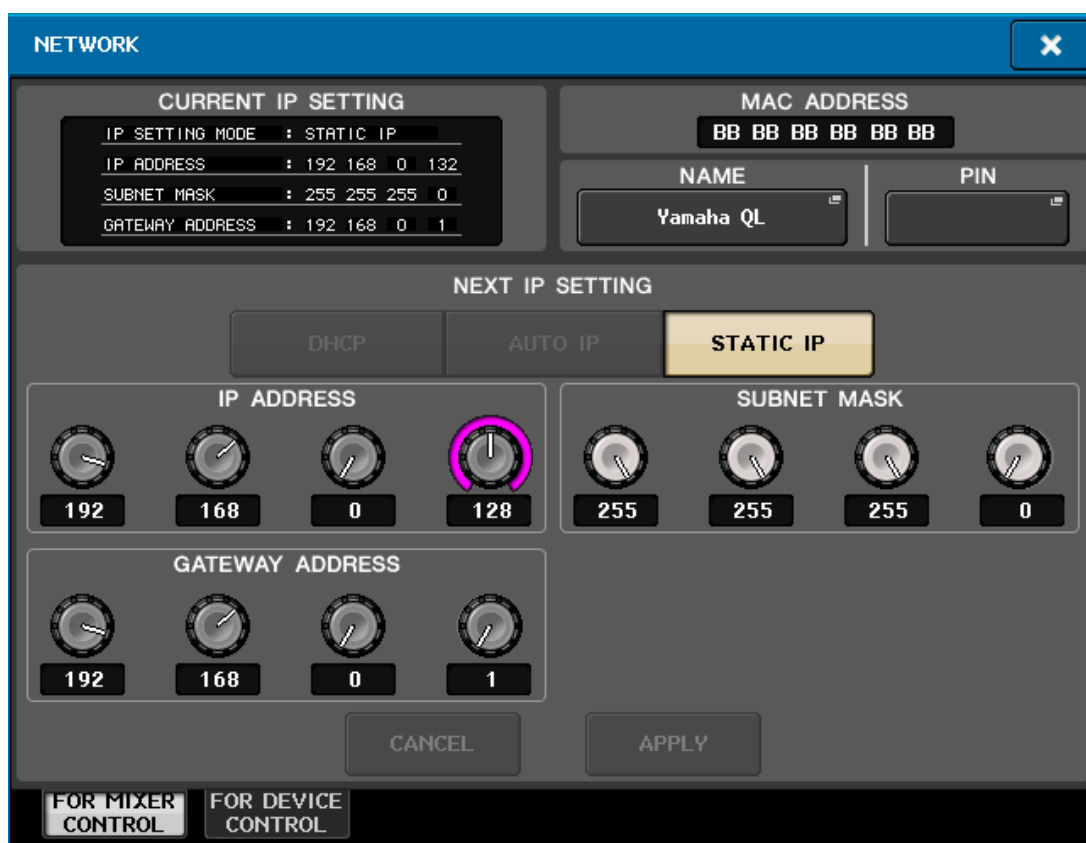 NETWORK
CURRENT IP SETTING
IP SETTING MODE : STATIC IP
IP ADDRESS : 192 168 0 132
SUBNET MASK : 255 255 255 0
GATEWAY ADDRESS : 192 168 0 1
MAC ADDRESS
BB BB BB BB BB BB
NAME
Yamaha QL
PIN
NEXT IP SETTING
DHCP
AUTO IP
STATIC IP
IP ADDRESS
192 168 0 128
SUBNET MASK
255 255 255 0
GATEWAY ADDRESS
192 168 0 1
CANCEL
APPLY
FOR MIXER
CONTROL
FOR DEVICE
CONTROL